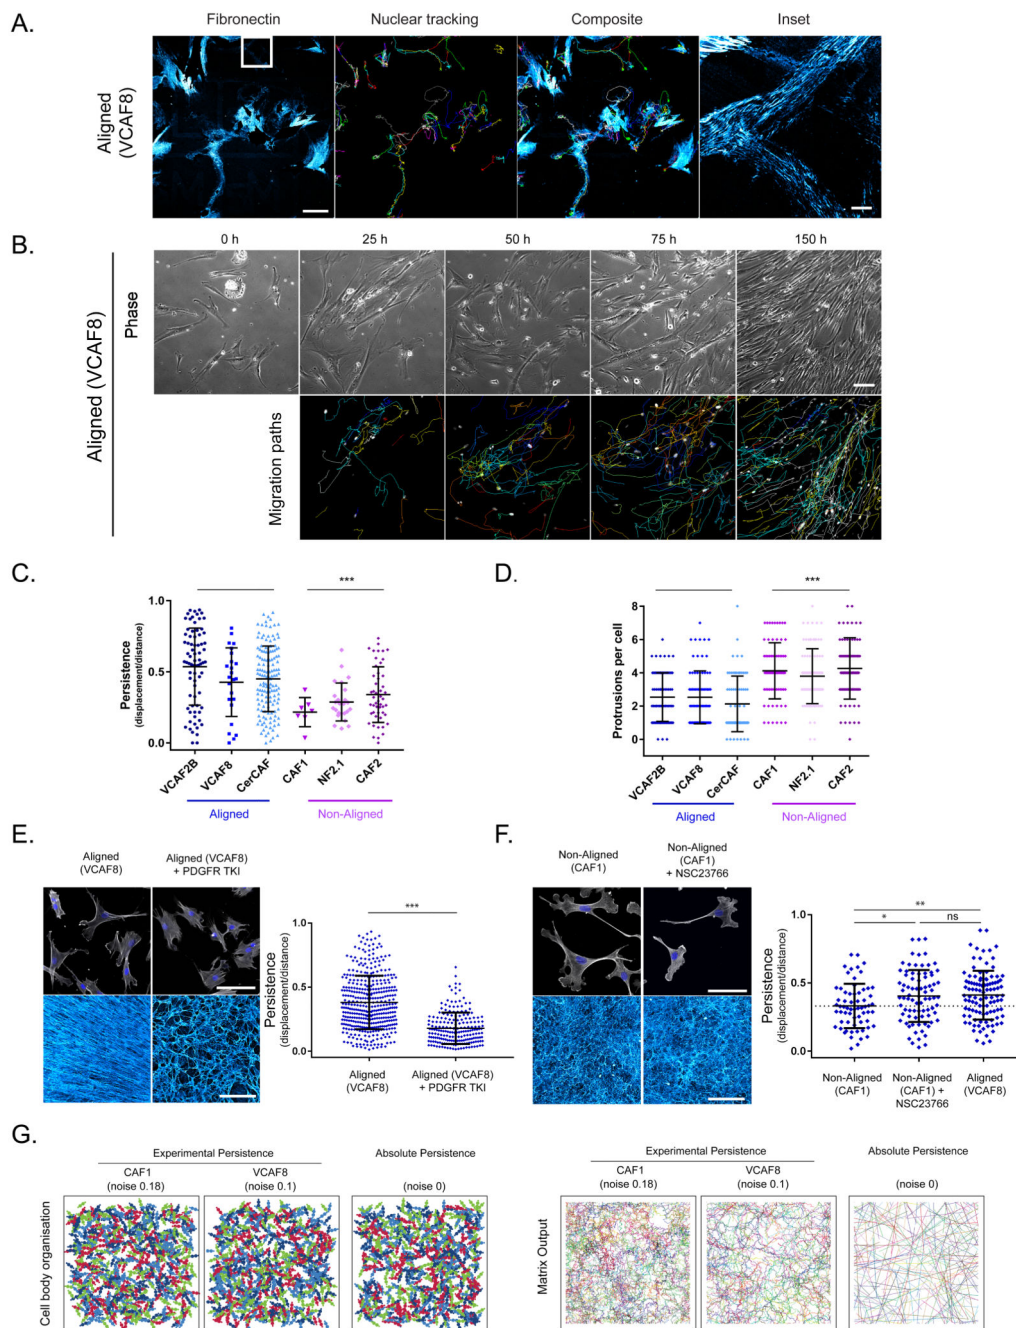 A.
Fibronectin
Nuclear tracking
Composite
Inset
Aligned
(VCAF8)
B.
0 h
25 h
50 h
75 h
150 h
Aligned (VCAF8)
Phase
Migration paths
C.
***
1.0
0.5
0.0
Persistence
(displacement/distance)
VCAF2B
VCAF8
CerCAF
CAF1
NF2.1
CAF2
Aligned
Non-Aligned
D.
***
8
6
4
2
0
Protrusions per cell
VCAF2B
VCAF8
CerCAF
CAF1
NF2.1
CAF2
Aligned
Non-Aligned
E.
Aligned
(VCAF8)
Aligned (VCAF8)
+ PDGFR TKI
***
1.0
0.5
0.0
Persistence
(displacement/distance)
Aligned
(VCAF8)
Aligned (VCAF8)
+ PDGFR TKI
F.
Non-Aligned
(CAF1)
Non-Aligned
(CAF1)
+ NSC23766
**
*
ns
1.0
0.5
0.0
Persistence
(displacement/distance)
Non-Aligned
(CAF1)
Non-Aligned
(CAF1) +
NSC23766
Aligned
(VCAF8)
G.
Experimental Persistence
Absolute Persistence
CAF1
(noise 0.18)
VCAF8
(noise 0.1)
(noise 0)
Cell body organisation
Experimental Persistence
Absolute Persistence
CAF1
(noise 0.18)
VCAF8
(noise 0.1)
(noise 0)
Matrix Output